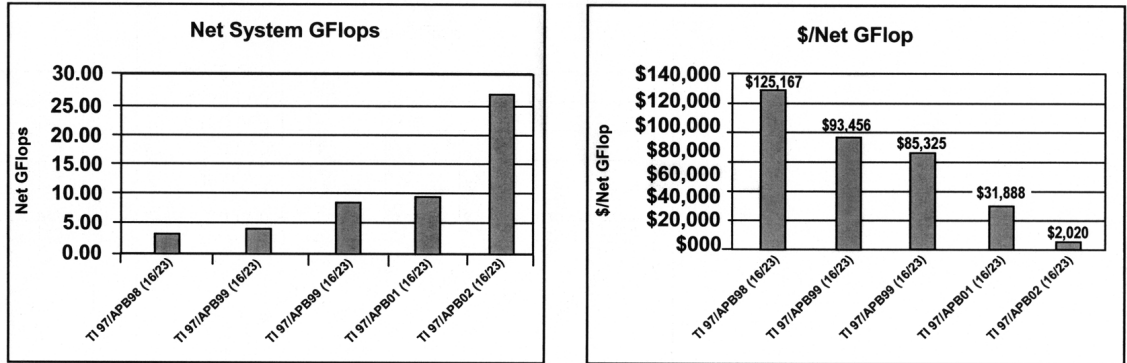 Net System GFlops
Net GFlops
30.00
25.00
20.00
15.00
10.00
5.00
0.00
TI 97/APB98 (16/23)
TI 97/APB99 (16/23)
TI 97/APB99 (16/23)
TI 97/APB01 (16/23)
TI 97/APB02 (16/23)
$/Net GFlop
$/Net GFlop
$140,000
$120,000
$100,000
$80,000
$60,000
$40,000
$20,000
$000
$125,167
$93,456
$85,325
$31,888
$2,020
TI 97/APB98 (16/23)
TI 97/APB99 (16/23)
TI 97/APB99 (16/23)
TI 97/APB01 (16/23)
TI 97/APB02 (16/23)